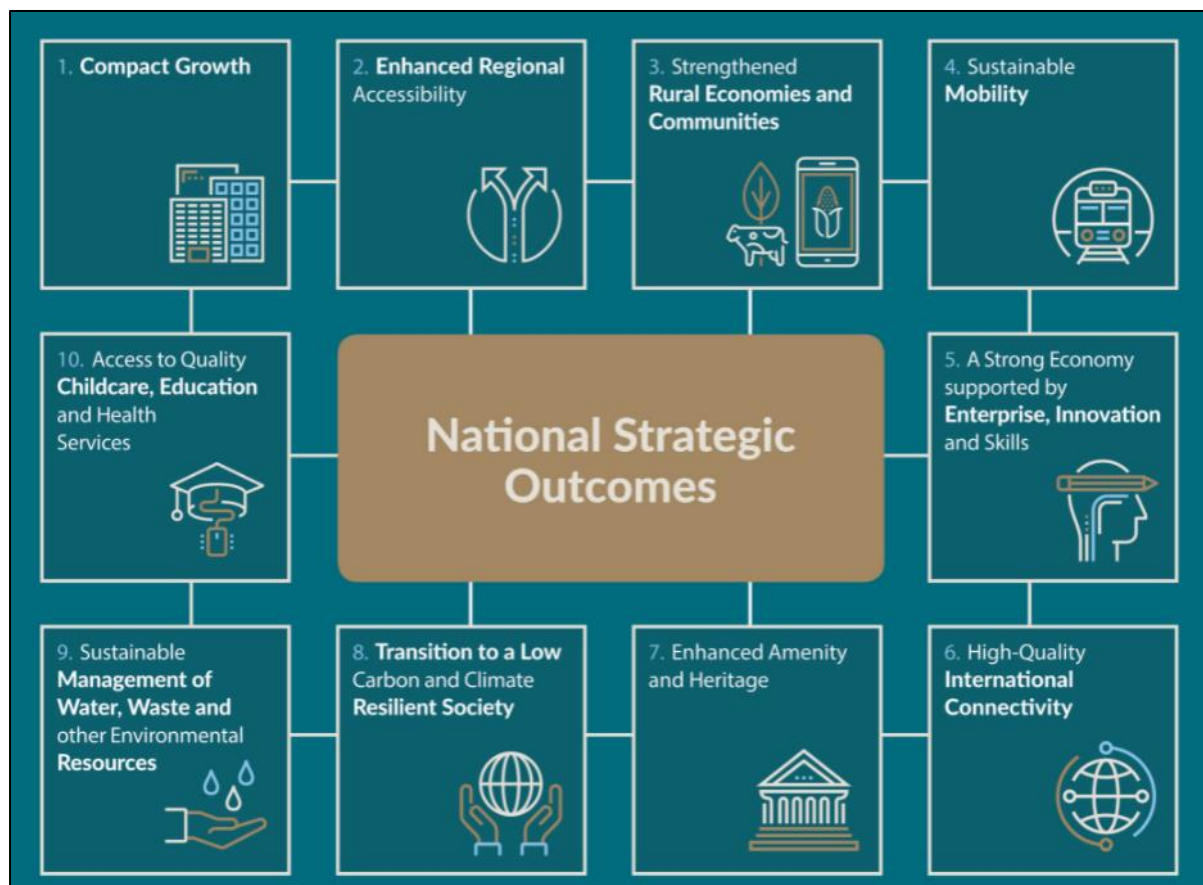 1. Compact Growth
2. Enhanced Regional
Accessibility
3. Strengthened
Rural Economies and
Communities
4. Sustainable
Mobility
10. Access to Quality
Childcare, Education
and Health
Services
National Strategic
Outcomes
5. A Strong Economy
supported by
Enterprise, Innovation
and Skills
9. Sustainable
Management of
Water, Waste and
other Environmental
Resources
8. Transition to a Low
Carbon and Climate
Resilient Society
7. Enhanced Amenity
and Heritage
6. High-Quality
International
Connectivity